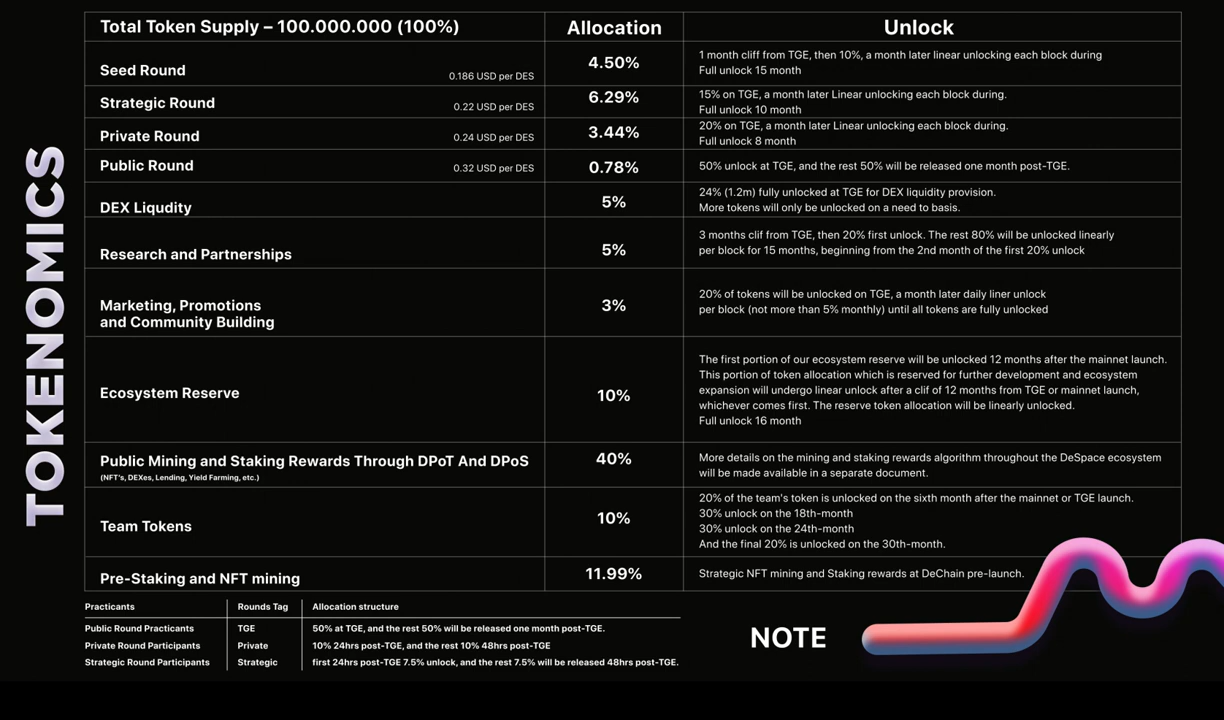 TOKENOMICS
Total Token Supply – 100.000.000 (100%) Allocation Unlock
Seed Round 0.186 USD per DES 4.50% 1 month cliff from TGE, then 10%, a month later linear unlocking each block during
Full unlock 15 month
Strategic Round 0.22 USD per DES 6.29% 15% on TGE, a month later Linear unlocking each block during.
Full unlock 10 month
Private Round 0.24 USD per DES 3.44% 20% on TGE, a month later Linear unlocking each block during.
Full unlock 8 month
Public Round 0.32 USD per DES 0.78% 50% unlock at TGE, and the rest 50% will be released one month post-TGE.
DEX Liqudity 5% 24% (1.2m) fully unlocked at TGE for DEX liquidity provision.
More tokens will only be unlocked on a need to basis.
Research and Partnerships 5% 3 months clif from TGE, then 20% first unlock. The rest 80% will be unlocked linearly
per block for 15 months, beginning from the 2nd month of the first 20% unlock
Marketing, Promotions
and Community Building 3% 20% of tokens will be unlocked on TGE, a month later daily liner unlock
per block (not more than 5% monthly) until all tokens are fully unlocked
Ecosystem Reserve 10% The first portion of our ecosystem reserve will be unlocked 12 months after the mainnet launch.
This portion of token allocation which is reserved for further development and ecosystem
expansion will undergo linear unlock after a clif of 12 months from TGE or mainnet launch,
whichever comes first. The reserve token allocation will be linearly unlocked.
Full unlock 16 month
Public Mining and Staking Rewards Through DPoT And DPoS
(NFT's, DEXes, Lending, Yield Farming, etc.) 40% More details on the mining and staking rewards algorithm throughout the DeSpace ecosystem
will be made available in a separate document.
Team Tokens 10% 20% of the team's token is unlocked on the sixth month after the mainnet or TGE launch.
30% unlock on the 18th-month
30% unlock on the 24th-month
And the final 20% is unlocked on the 30th-month.
Pre-Staking and NFT mining 11.99% Strategic NFT mining and Staking rewards at DeChain pre-launch.
Practicants Rounds Tag Allocation structure
Public Round Practicants TGE 50% at TGE, and the rest 50% will be released one month post-TGE.
Private Round Participants Private 10% 24hrs post-TGE, and the rest 10% 48hrs post-TGE
Strategic Round Participants Strategic first 24hrs post-TGE 7.5% unlock, and the rest 7.5% will be released 48hrs post-TGE.
NOTE